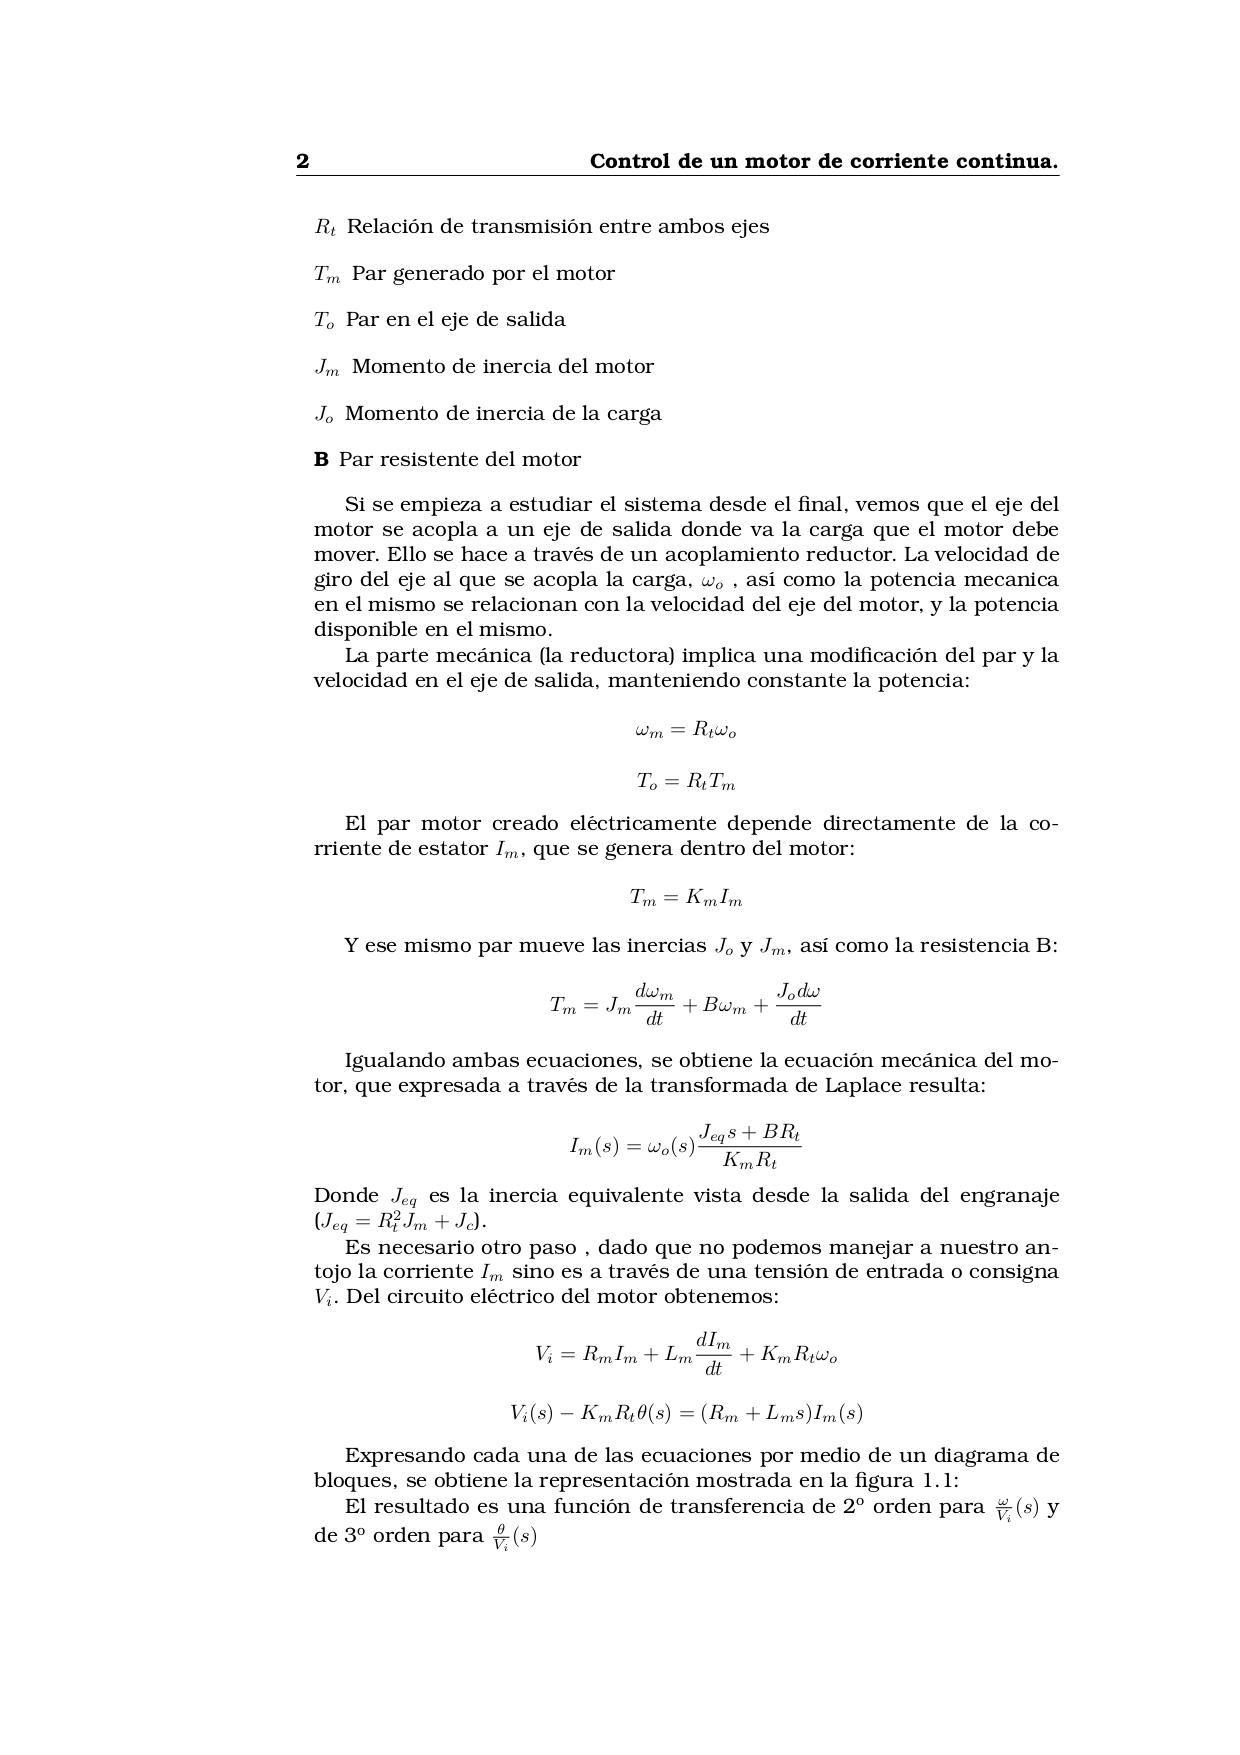 2 Control de un motor de corriente continua.
R_t Relación de transmisión entre ambos ejes
T_m Par generado por el motor
T_o Par en el eje de salida
J_m Momento de inercia del motor
J_o Momento de inercia de la carga
B Par resistente del motor
Si se empieza a estudiar el sistema desde el final, vemos que el eje del
motor se acopla a un eje de salida donde va la carga que el motor debe
mover. Ello se hace a través de un acoplamiento reductor. La velocidad de
giro del eje al que se acopla la carga, ω_o , así como la potencia mecanica
en el mismo se relacionan con la velocidad del eje del motor, y la potencia
disponible en el mismo.
La parte mecánica (la reductora) implica una modificación del par y la
velocidad en el eje de salida, manteniendo constante la potencia:
ω_m = R_t ω_o
T_o = R_t T_m
El par motor creado eléctricamente depende directamente de la co-
rriente de estator I_m, que se genera dentro del motor:
T_m = K_m I_m
Y ese mismo par mueve las inercias J_o y J_m, así como la resistencia B:
T_m = J_m \frac{dω_m}{dt} + Bω_m + \frac{J_o dω}{dt}
Igualando ambas ecuaciones, se obtiene la ecuación mecánica del mo-
tor, que expresada a través de la transformada de Laplace resulta:
I_m(s) = ω_o(s) \frac{J_{eq} s + BR_t}{K_m R_t}
Donde J_{eq} es la inercia equivalente vista desde la salida del engranaje
(J_{eq} = R_t^2 J_m + J_c).
Es necesario otro paso , dado que no podemos manejar a nuestro an-
tojo la corriente I_m sino es a través de una tensión de entrada o consigna
V_i. Del circuito eléctrico del motor obtenemos:
V_i = R_m I_m + L_m \frac{dI_m}{dt} + K_m R_t ω_o
V_i(s) − K_m R_t θ(s) = (R_m + L_m s)I_m(s)
Expresando cada una de las ecuaciones por medio de un diagrama de
bloques, se obtiene la representación mostrada en la figura 1.1:
El resultado es una función de transferencia de 2º orden para \frac{ω}{V_i}(s) y
de 3º orden para \frac{θ}{V_i}(s)